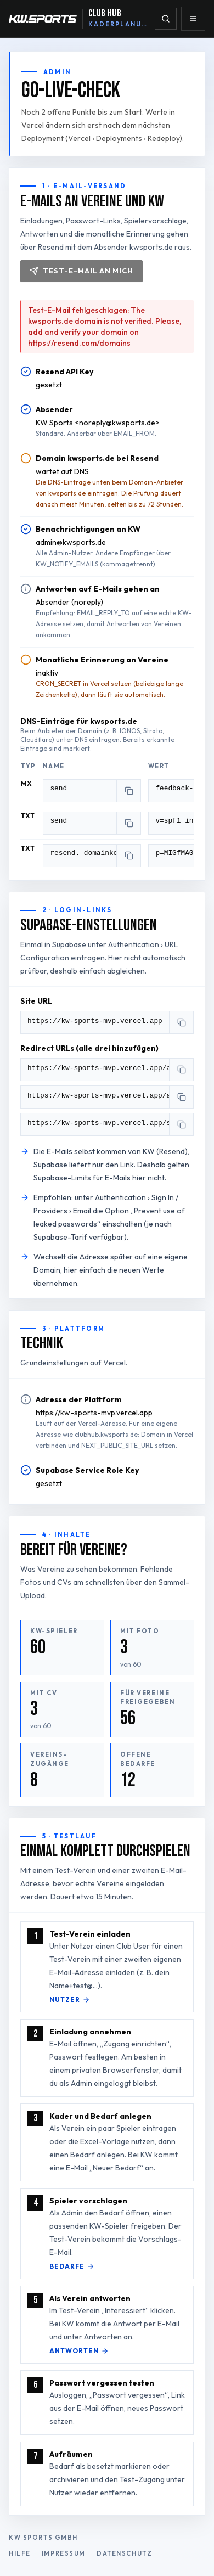 KW.SPORTS
CLUB HUB
KADERPLANU…
ADMIN
GO-LIVE-CHECK
Noch 2 offene Punkte bis zum Start. Werte in
Vercel ändern sich erst nach dem nächsten
Deployment (Vercel › Deployments › Redeploy).
1 · E-MAIL-VERSAND
E-MAILS AN VEREINE UND KW
Einladungen, Passwort-Links, Spielervorschläge,
Antworten und die monatliche Erinnerung gehen
über Resend mit dem Absender kwsports.de raus.
TEST-E-MAIL AN MICH
Test-E-Mail fehlgeschlagen: The
kwsports.de domain is not verified. Please,
add and verify your domain on
https://resend.com/domains
Resend API Key
gesetzt
Absender
KW Sports <noreply@kwsports.de>
Standard. Änderbar über EMAIL_FROM.
Domain kwsports.de bei Resend
wartet auf DNS
Die DNS-Einträge unten beim Domain-Anbieter
von kwsports.de eintragen. Die Prüfung dauert
danach meist Minuten, selten bis zu 72 Stunden.
Benachrichtigungen an KW
admin@kwsports.de
Alle Admin-Nutzer. Andere Empfänger über
KW_NOTIFY_EMAILS (kommagetrennt).
Antworten auf E-Mails gehen an
Absender (noreply)
Empfehlung: EMAIL_REPLY_TO auf eine echte KW-
Adresse setzen, damit Antworten von Vereinen
ankommen.
Monatliche Erinnerung an Vereine
inaktiv
CRON_SECRET in Vercel setzen (beliebige lange
Zeichenkette), dann läuft sie automatisch.
DNS-Einträge für kwsports.de
Beim Anbieter der Domain (z. B. IONOS, Strato,
Cloudflare) unter DNS eintragen. Bereits erkannte
Einträge sind markiert.
TYP NAME WERT
MX send feedback-
TXT send v=spf1 in
TXT resend._domainke p=MIGfMA0
2 · LOGIN-LINKS
SUPABASE-EINSTELLUNGEN
Einmal in Supabase unter Authentication › URL
Configuration eintragen. Hier nicht automatisch
prüfbar, deshalb einfach abgleichen.
Site URL
https://kw-sports-mvp.vercel.app
Redirect URLs (alle drei hinzufügen)
https://kw-sports-mvp.vercel.app/a
https://kw-sports-mvp.vercel.app/a
https://kw-sports-mvp.vercel.app/s
Die E-Mails selbst kommen von KW (Resend),
Supabase liefert nur den Link. Deshalb gelten
Supabase-Limits für E-Mails hier nicht.
Empfohlen: unter Authentication › Sign In /
Providers › Email die Option „Prevent use of
leaked passwords“ einschalten (je nach
Supabase-Tarif verfügbar).
Wechselt die Adresse später auf eine eigene
Domain, hier einfach die neuen Werte
übernehmen.
3 · PLATTFORM
TECHNIK
Grundeinstellungen auf Vercel.
Adresse der Plattform
https://kw-sports-mvp.vercel.app
Läuft auf der Vercel-Adresse. Für eine eigene
Adresse wie clubhub.kwsports.de: Domain in Vercel
verbinden und NEXT_PUBLIC_SITE_URL setzen.
Supabase Service Role Key
gesetzt
4 · INHALTE
BEREIT FÜR VEREINE?
Was Vereine zu sehen bekommen. Fehlende
Fotos und CVs am schnellsten über den Sammel-
Upload.
KW-SPIELER
60
MIT FOTO
3
von 60
MIT CV
3
von 60
FÜR VEREINE
FREIGEGEBEN
56
VEREINS-
ZUGÄNGE
8
OFFENE
BEDARFE
12
5 · TESTLAUF
EINMAL KOMPLETT DURCHSPIELEN
Mit einem Test-Verein und einer zweiten E-Mail-
Adresse, bevor echte Vereine eingeladen
werden. Dauert etwa 15 Minuten.
1 Test-Verein einladen
Unter Nutzer einen Club User für einen
Test-Verein mit einer zweiten eigenen
E-Mail-Adresse einladen (z. B. dein
Name+test@…).
NUTZER
2 Einladung annehmen
E-Mail öffnen, „Zugang einrichten“,
Passwort festlegen. Am besten in
einem privaten Browserfenster, damit
du als Admin eingeloggt bleibst.
3 Kader und Bedarf anlegen
Als Verein ein paar Spieler eintragen
oder die Excel-Vorlage nutzen, dann
einen Bedarf anlegen. Bei KW kommt
eine E-Mail „Neuer Bedarf“ an.
4 Spieler vorschlagen
Als Admin den Bedarf öffnen, einen
passenden KW-Spieler freigeben. Der
Test-Verein bekommt die Vorschlags-
E-Mail.
BEDARFE
5 Als Verein antworten
Im Test-Verein „Interessiert“ klicken.
Bei KW kommt die Antwort per E-Mail
und unter Antworten an.
ANTWORTEN
6 Passwort vergessen testen
Ausloggen, „Passwort vergessen“, Link
aus der E-Mail öffnen, neues Passwort
setzen.
7 Aufräumen
Bedarf als besetzt markieren oder
archivieren und den Test-Zugang unter
Nutzer wieder entfernen.
KW SPORTS GMBH
HILFE IMPRESSUM DATENSCHUTZ